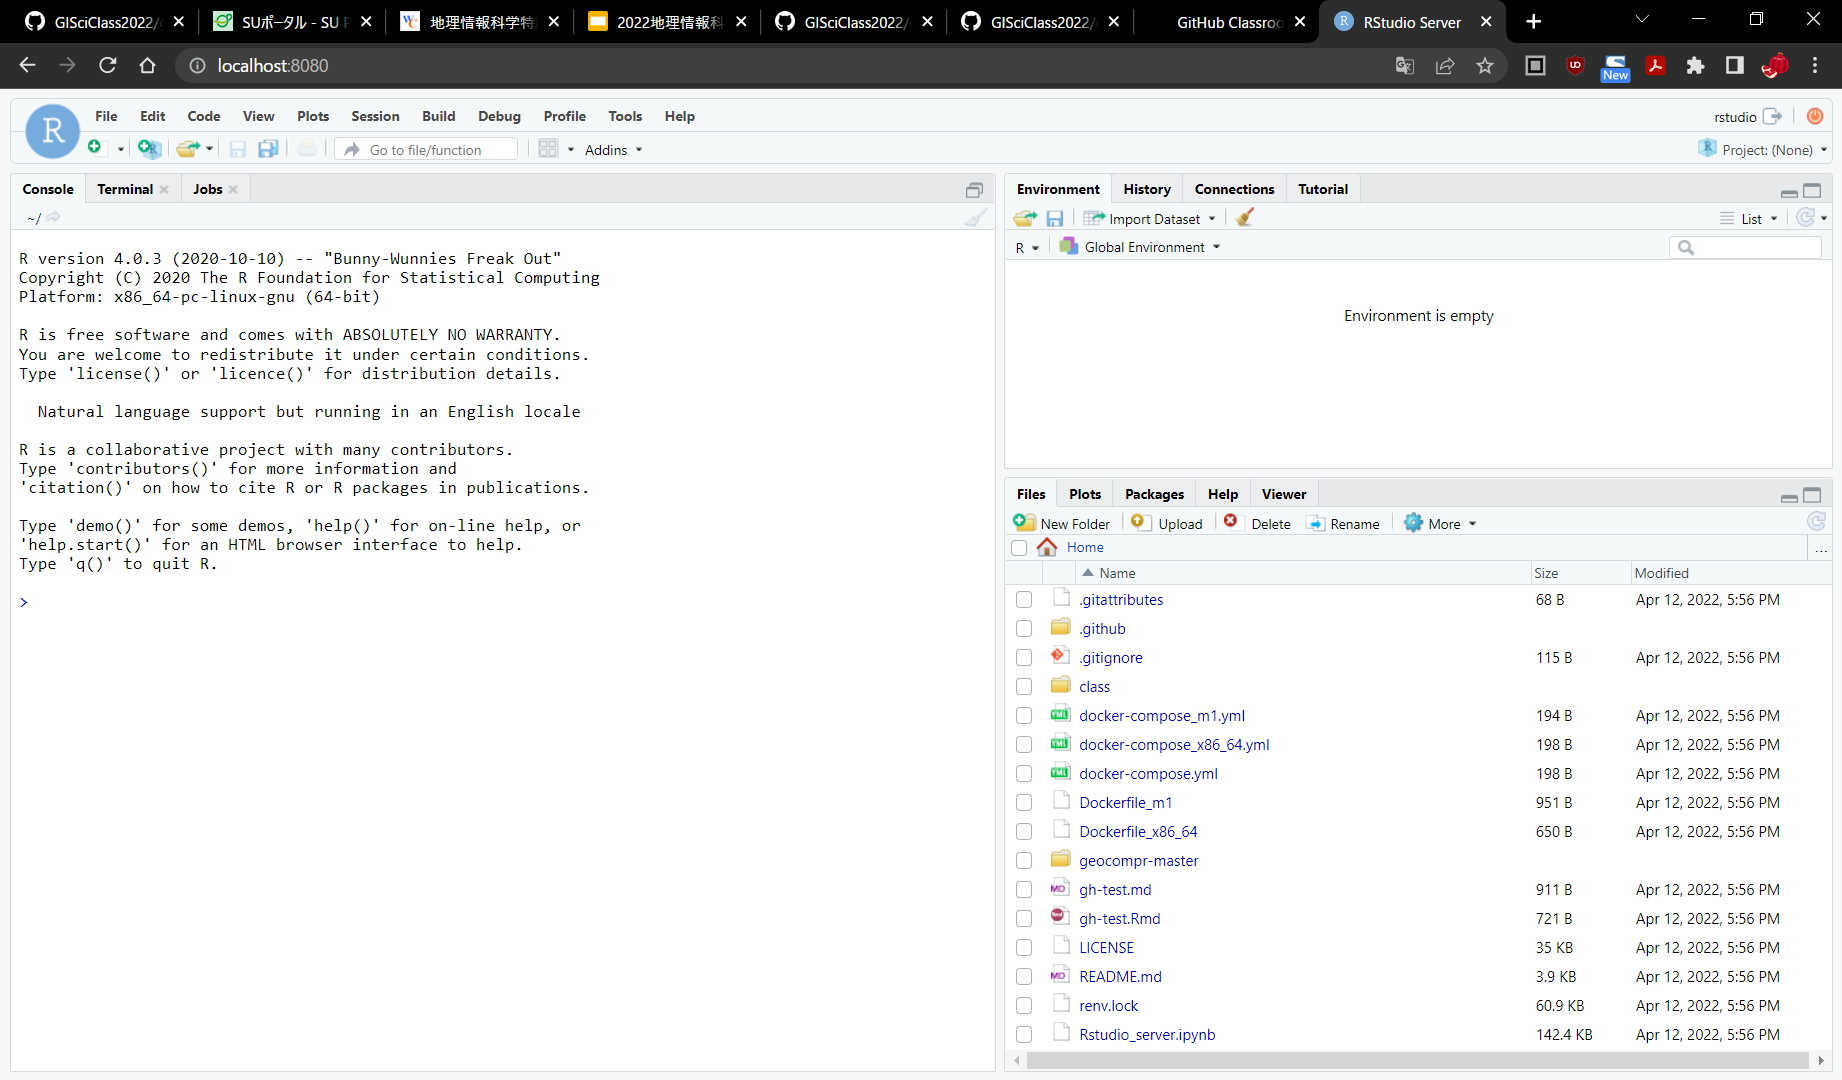 GISciClass2022/
SUポータル - SU P
地理情報科学特
2022地理情報科
GISciClass2022/
GISciClass2022/
GitHub Classroo
RStudio Server
localhost:8080
New
R
File Edit Code View Plots Session Build Debug Profile Tools Help
rstudio
Go to file/function
Addins
Project: (None)
Console Terminal Jobs
~/
R version 4.0.3 (2020-10-10) -- "Bunny-Wunnies Freak Out"
Copyright (C) 2020 The R Foundation for Statistical Computing
Platform: x86_64-pc-linux-gnu (64-bit)
R is free software and comes with ABSOLUTELY NO WARRANTY.
You are welcome to redistribute it under certain conditions.
Type 'license()' or 'licence()' for distribution details.
Natural language support but running in an English locale
R is a collaborative project with many contributors.
Type 'contributors()' for more information and
'citation()' on how to cite R or R packages in publications.
Type 'demo()' for some demos, 'help()' for on-line help, or
'help.start()' for an HTML browser interface to help.
Type 'q()' to quit R.
>
Environment History Connections Tutorial
Import Dataset
List
R
Global Environment
Environment is empty
Files Plots Packages Help Viewer
New Folder Upload Delete Rename More
Home
...
Name Size Modified
.gitattributes 68 B Apr 12, 2022, 5:56 PM
.github
.gitignore 115 B Apr 12, 2022, 5:56 PM
class
docker-compose_m1.yml 194 B Apr 12, 2022, 5:56 PM
docker-compose_x86_64.yml 198 B Apr 12, 2022, 5:56 PM
docker-compose.yml 198 B Apr 12, 2022, 5:56 PM
Dockerfile_m1 951 B Apr 12, 2022, 5:56 PM
Dockerfile_x86_64 650 B Apr 12, 2022, 5:56 PM
geocompr-master
gh-test.md 911 B Apr 12, 2022, 5:56 PM
gh-test.Rmd 721 B Apr 12, 2022, 5:56 PM
LICENSE 35 KB Apr 12, 2022, 5:56 PM
README.md 3.9 KB Apr 12, 2022, 5:56 PM
renv.lock 60.9 KB Apr 12, 2022, 5:56 PM
Rstudio_server.ipynb 142.4 KB Apr 12, 2022, 5:56 PM